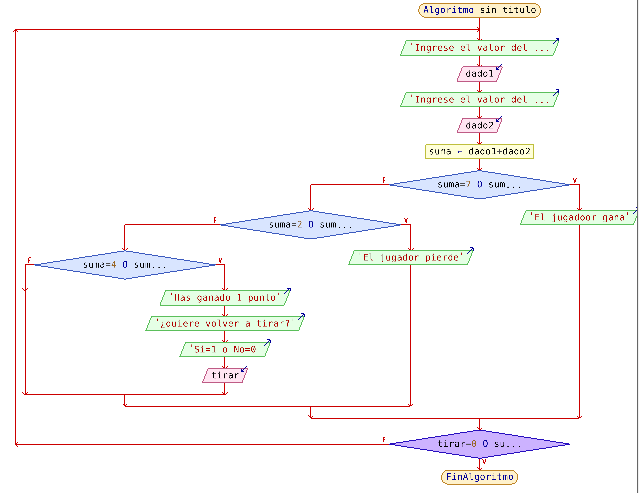 Algoritmo sin titulo
'Ingrese el valor del ...
dado1
'Ingrese el valor del ...
dado2
suma ← dado1+dado2
suma=7 O sum...
F
V
'El jugadoor gana'
suma=2 O sum...
F
V
'El jugador pierde'
suma=4 O sum...
F
V
'Has ganado 1 punto'
'¿quiere volver a tirar?
'Si=1 o No=0
tirar
tirar=0 O su...
F
V
FinAlgoritmo